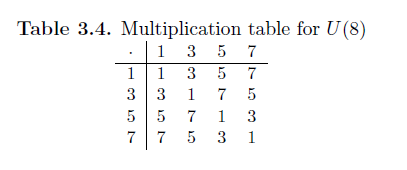 Table 3.4. Multiplication table for U(8)
· 1 3 5 7
1 1 3 5 7
3 3 1 7 5
5 5 7 1 3
7 7 5 3 1